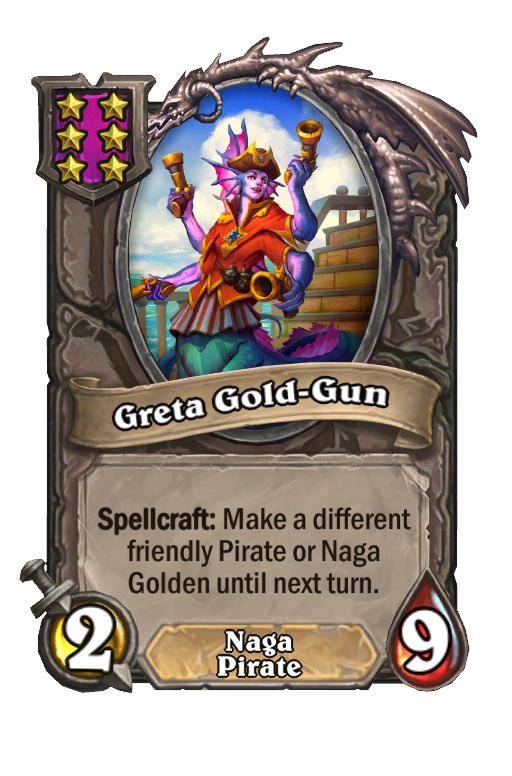 Greta Gold-Gun
Spellcraft: Make a different
friendly Pirate or Naga
Golden until next turn.
2
Naga
Pirate
9